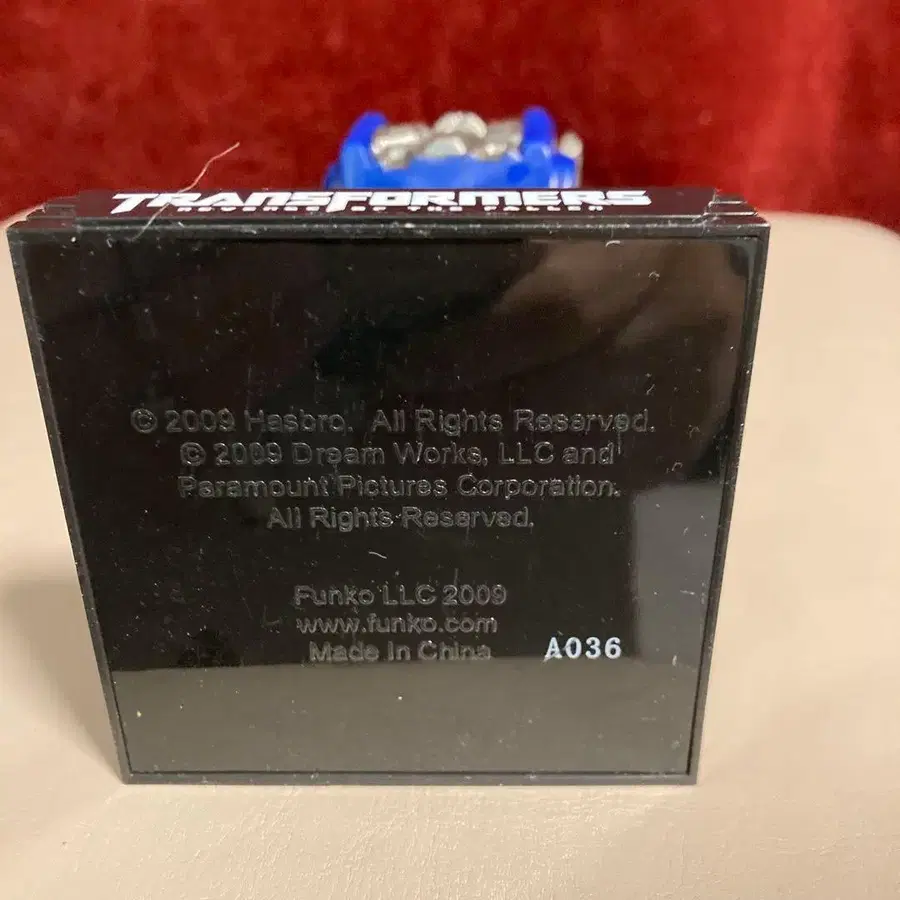 TRANSFORMERS
REVENGE OF THE FALLEN
© 2009 Hasbro. All Rights Reserved.
© 2009 Dream Works, LLC and
Paramount Pictures Corporation.
All Rights Reserved.
Funko LLC 2009
www.funko.com
Made In China A036